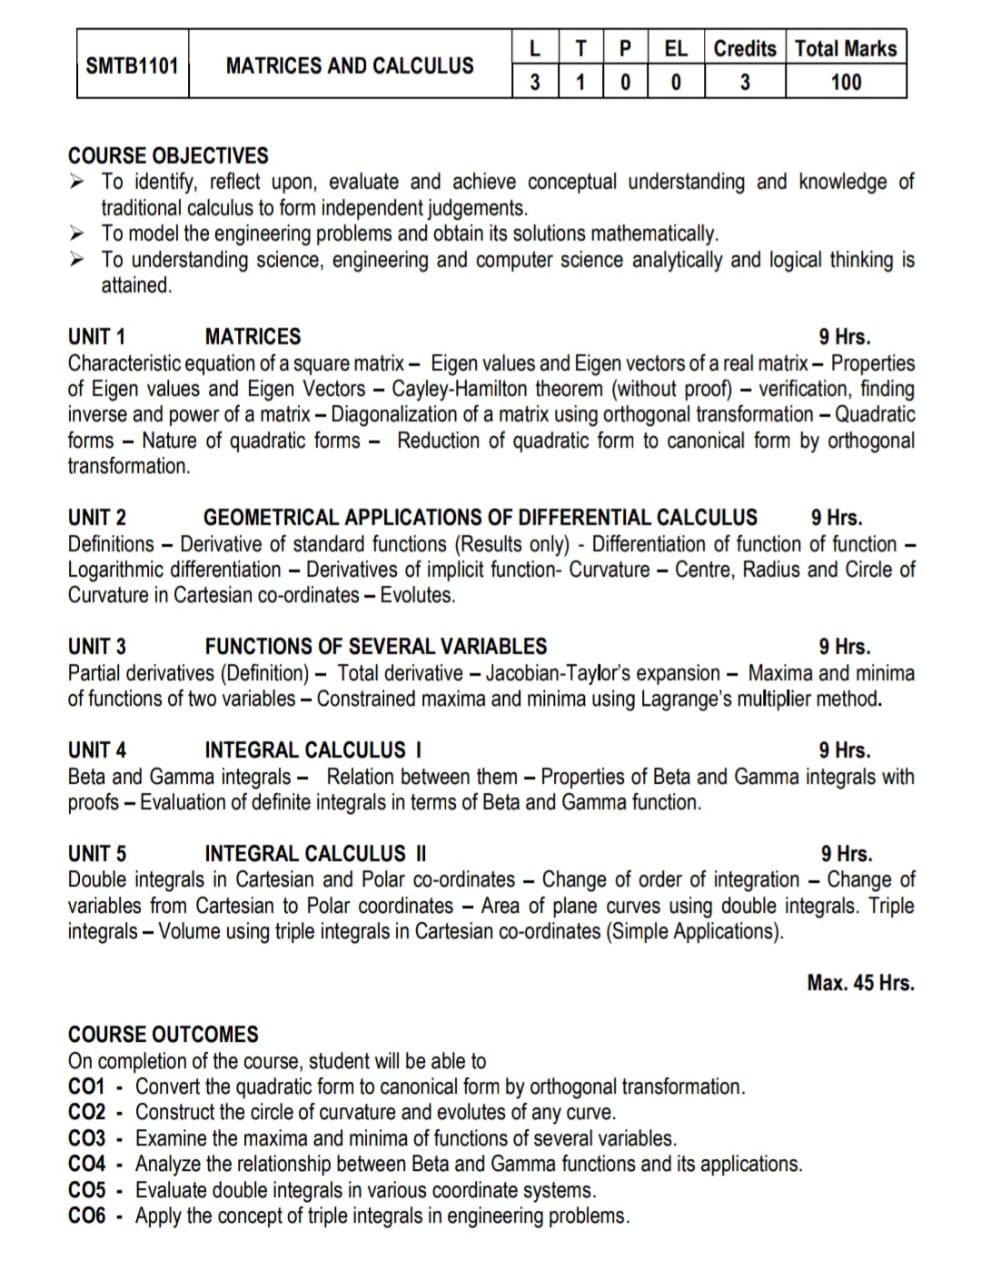 SMTB1101 MATRICES AND CALCULUS L T P EL Credits Total Marks
3 1 0 0 3 100
COURSE OBJECTIVES
➢ To identify, reflect upon, evaluate and achieve conceptual understanding and knowledge of
traditional calculus to form independent judgements.
➢ To model the engineering problems and obtain its solutions mathematically.
➢ To understanding science, engineering and computer science analytically and logical thinking is
attained.
UNIT 1 MATRICES 9 Hrs.
Characteristic equation of a square matrix – Eigen values and Eigen vectors of a real matrix – Properties
of Eigen values and Eigen Vectors – Cayley-Hamilton theorem (without proof) – verification, finding
inverse and power of a matrix – Diagonalization of a matrix using orthogonal transformation – Quadratic
forms – Nature of quadratic forms – Reduction of quadratic form to canonical form by orthogonal
transformation.
UNIT 2 GEOMETRICAL APPLICATIONS OF DIFFERENTIAL CALCULUS 9 Hrs.
Definitions – Derivative of standard functions (Results only) - Differentiation of function of function –
Logarithmic differentiation – Derivatives of implicit function- Curvature – Centre, Radius and Circle of
Curvature in Cartesian co-ordinates – Evolutes.
UNIT 3 FUNCTIONS OF SEVERAL VARIABLES 9 Hrs.
Partial derivatives (Definition) – Total derivative – Jacobian-Taylor's expansion – Maxima and minima
of functions of two variables – Constrained maxima and minima using Lagrange's multiplier method.
UNIT 4 INTEGRAL CALCULUS I 9 Hrs.
Beta and Gamma integrals – Relation between them – Properties of Beta and Gamma integrals with
proofs – Evaluation of definite integrals in terms of Beta and Gamma function.
UNIT 5 INTEGRAL CALCULUS II 9 Hrs.
Double integrals in Cartesian and Polar co-ordinates – Change of order of integration – Change of
variables from Cartesian to Polar coordinates – Area of plane curves using double integrals. Triple
integrals – Volume using triple integrals in Cartesian co-ordinates (Simple Applications).
Max. 45 Hrs.
COURSE OUTCOMES
On completion of the course, student will be able to
CO1 - Convert the quadratic form to canonical form by orthogonal transformation.
CO2 - Construct the circle of curvature and evolutes of any curve.
CO3 - Examine the maxima and minima of functions of several variables.
CO4 - Analyze the relationship between Beta and Gamma functions and its applications.
CO5 - Evaluate double integrals in various coordinate systems.
CO6 - Apply the concept of triple integrals in engineering problems.